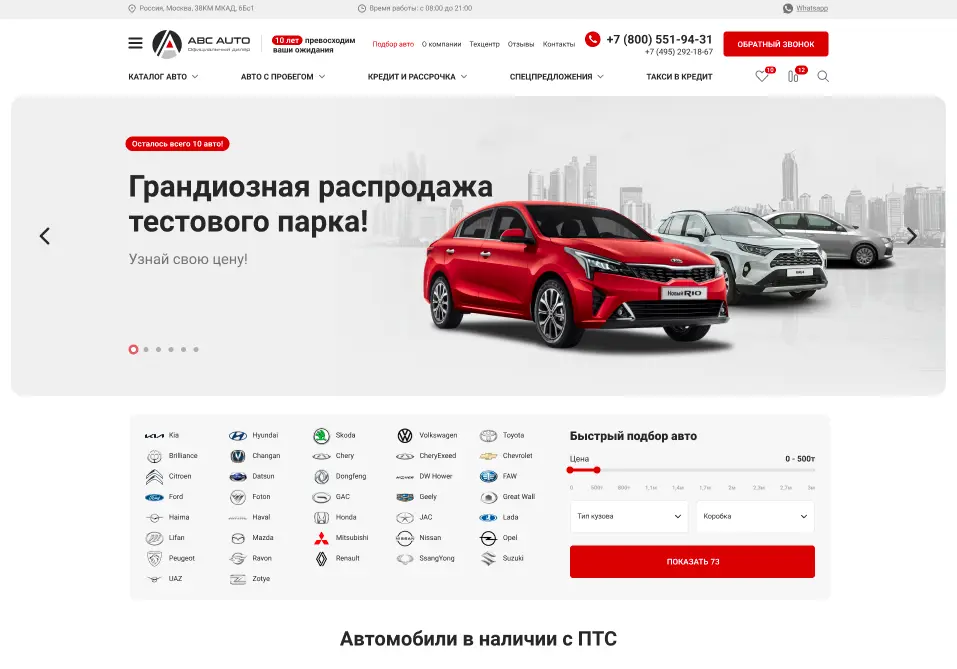 Россия, Москва, 38КМ МКАД, 6Бс1
Время работы: с 08:00 до 21:00
Whatsapp
ABC AUTO
Официальный дилер
10 лет превосходим
ваши ожидания
Подбор авто
О компании
Техцентр
Отзывы
Контакты
+7 (800) 551-94-31
+7 (495) 292-18-67
ОБРАТНЫЙ ЗВОНОК
КАТАЛОГ АВТО
АВТО С ПРОБЕГОМ
КРЕДИТ И РАССРОЧКА
СПЕЦПРЕДЛОЖЕНИЯ
ТАКСИ В КРЕДИТ
10
12
Осталось всего 10 авто!
Грандиозная распродажа
тестового парка!
Узнай свою цену!
Новый RIO
Kia
Hyundai
Skoda
Volkswagen
Toyota
Brilliance
Changan
Chery
CheryExeed
Chevrolet
Citroen
Datsun
Dongfeng
DW Hower
FAW
Ford
Foton
GAC
Geely
Great Wall
Haima
Haval
Honda
JAC
Lada
Lifan
Mazda
Mitsubishi
Nissan
Opel
Peugeot
Ravon
Renault
SsangYong
Suzuki
UAZ
Zotye
Быстрый подбор авто
Цена
0 - 500т
0
500т
800т
1,1м
1,4м
1,7м
2м
2,3м
2,7м
3м
Тип кузова
Коробка
ПОКАЗАТЬ 73
Автомобили в наличии с ПТС